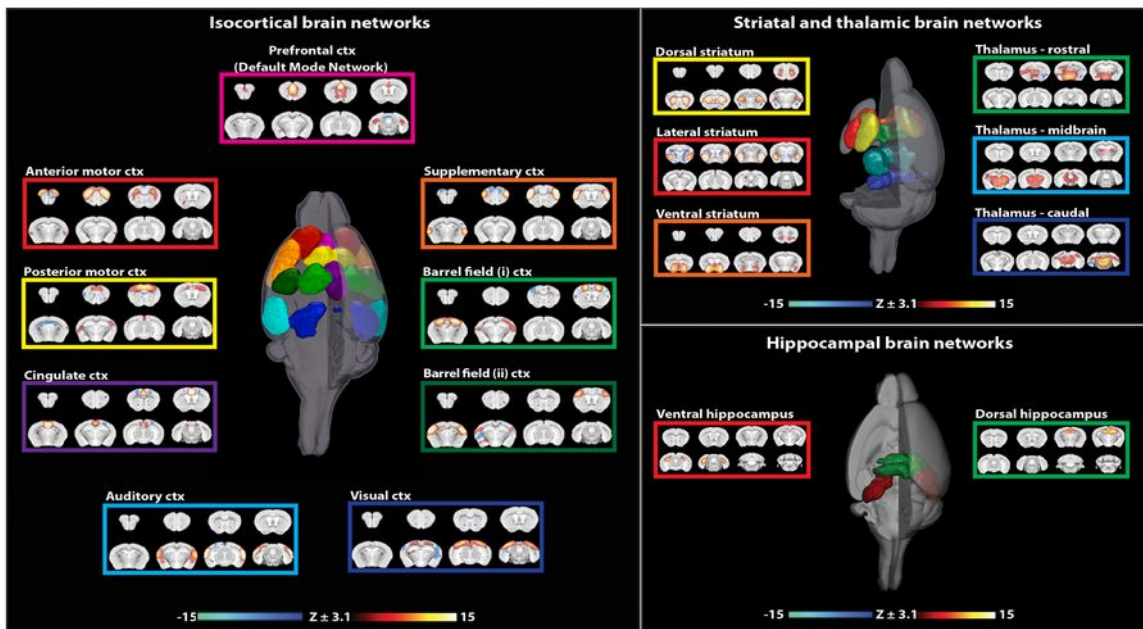 Isocortical brain networks
Prefrontal ctx
(Default Mode Network)
Anterior motor ctx
Supplementary ctx
Posterior motor ctx
Barrel field (i) ctx
Cingulate ctx
Barrel field (ii) ctx
Auditory ctx
Visual ctx
-15 Z ± 3.1 15
Striatal and thalamic brain networks
Dorsal striatum
Thalamus - rostral
Lateral striatum
Thalamus - midbrain
Ventral striatum
Thalamus - caudal
-15 Z ± 3.1 15
Hippocampal brain networks
Ventral hippocampus
Dorsal hippocampus
-15 Z ± 3.1 15